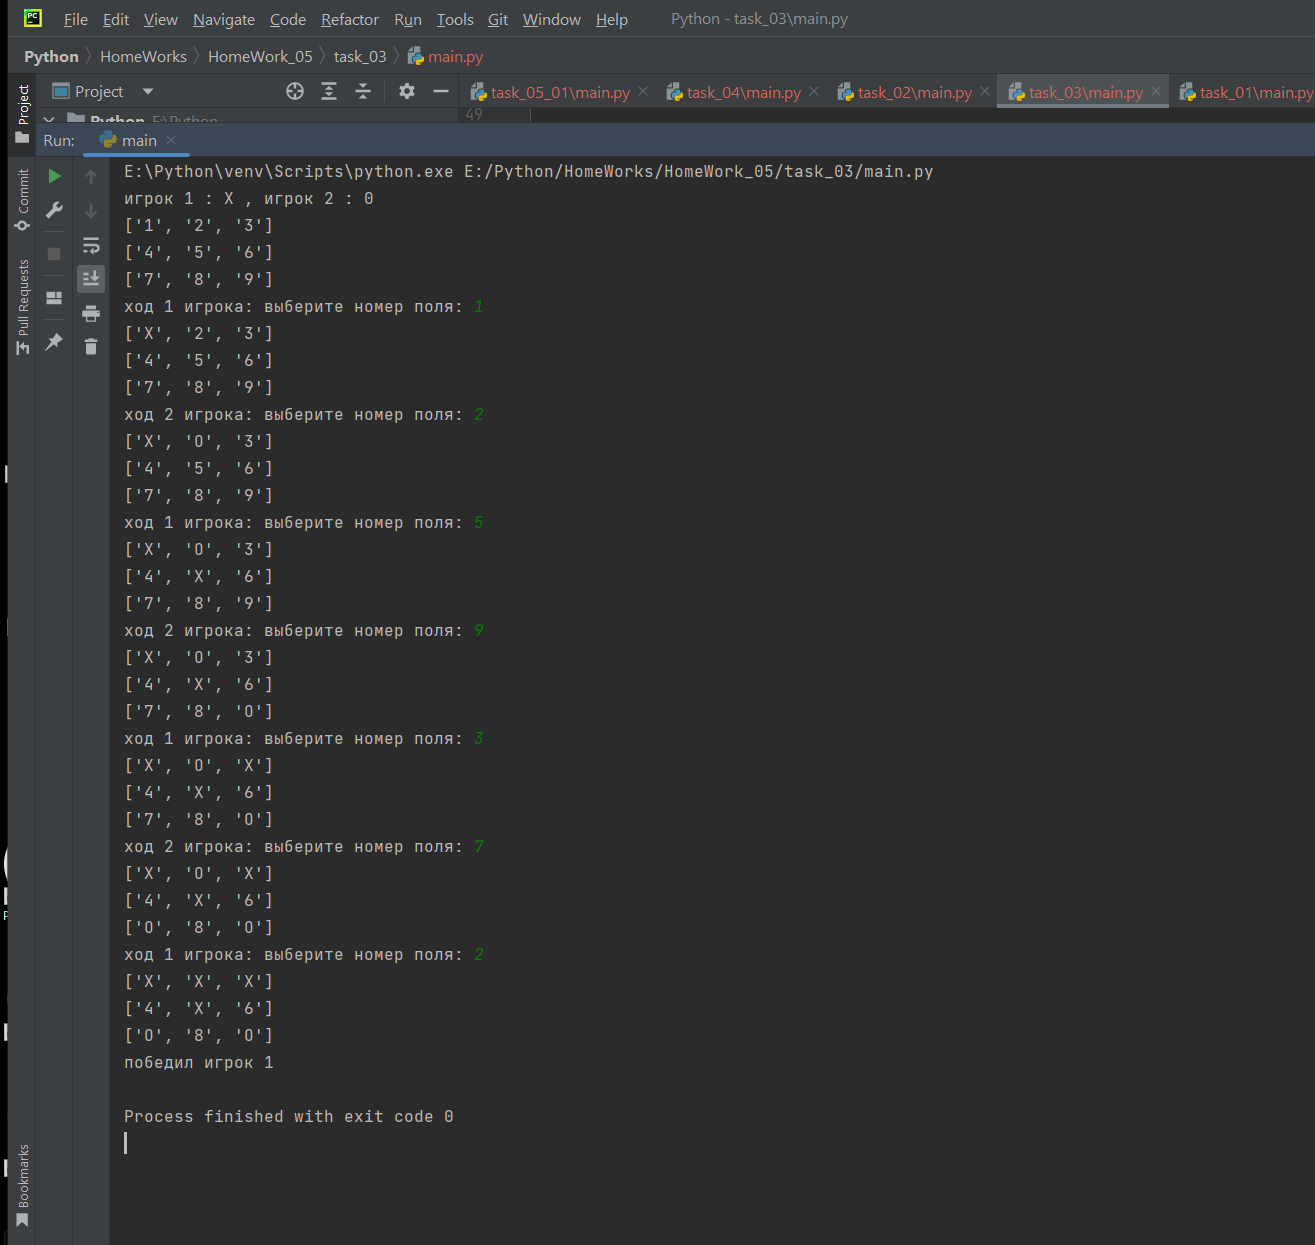 File Edit View Navigate Code Refactor Run Tools Git Window Help Python - task_03\main.py
Python HomeWorks HomeWork_05 task_03 main.py
Project task_05_01\main.py task_04\main.py task_02\main.py task_03\main.py task_01\main.py
Python E:\Python 49
Run: main
Project
Commit
Pull Requests
Bookmarks
E:\Python\venv\Scripts\python.exe E:/Python/HomeWorks/HomeWork_05/task_03/main.py
игрок 1 : X , игрок 2 : 0
['1', '2', '3']
['4', '5', '6']
['7', '8', '9']
ход 1 игрока: выберите номер поля: 1
['X', '2', '3']
['4', '5', '6']
['7', '8', '9']
ход 2 игрока: выберите номер поля: 2
['X', 'O', '3']
['4', '5', '6']
['7', '8', '9']
ход 1 игрока: выберите номер поля: 5
['X', 'O', '3']
['4', 'X', '6']
['7', '8', '9']
ход 2 игрока: выберите номер поля: 9
['X', 'O', '3']
['4', 'X', '6']
['7', '8', 'O']
ход 1 игрока: выберите номер поля: 3
['X', 'O', 'X']
['4', 'X', '6']
['7', '8', 'O']
ход 2 игрока: выберите номер поля: 7
['X', 'O', 'X']
['4', 'X', '6']
['O', '8', 'O']
ход 1 игрока: выберите номер поля: 2
['X', 'X', 'X']
['4', 'X', '6']
['O', '8', 'O']
победил игрок 1
Process finished with exit code 0